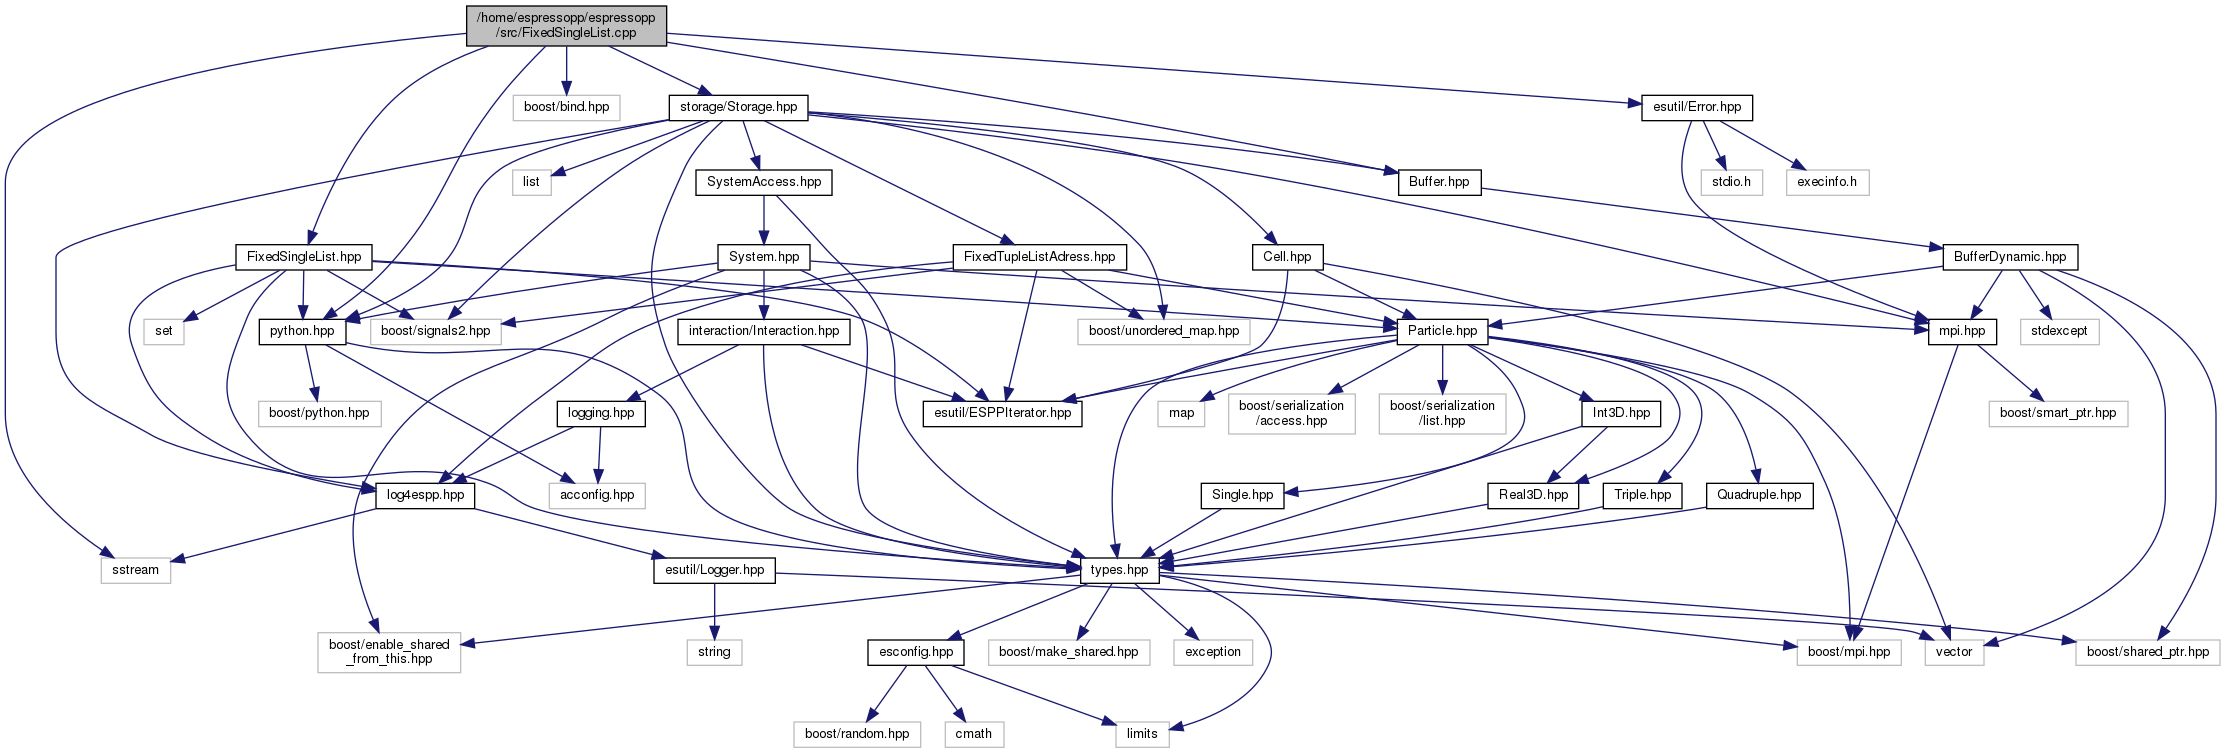 /home/espressopp/espressopp
/src/FixedSingleList.cpp
boost/bind.hpp
storage/Storage.hpp
esutil/Error.hpp
list
SystemAccess.hpp
Buffer.hpp
stdio.h
execinfo.h
FixedSingleList.hpp
System.hpp
FixedTupleListAdress.hpp
Cell.hpp
BufferDynamic.hpp
set
python.hpp
boost/signals2.hpp
interaction/Interaction.hpp
boost/unordered_map.hpp
Particle.hpp
mpi.hpp
stdexcept
boost/python.hpp
logging.hpp
esutil/ESPPIterator.hpp
map
boost/serialization
/access.hpp
boost/serialization
/list.hpp
Int3D.hpp
boost/smart_ptr.hpp
log4espp.hpp
acconfig.hpp
Single.hpp
Real3D.hpp
Triple.hpp
Quadruple.hpp
sstream
esutil/Logger.hpp
types.hpp
boost/enable_shared
_from_this.hpp
string
esconfig.hpp
boost/make_shared.hpp
exception
boost/mpi.hpp
vector
boost/shared_ptr.hpp
boost/random.hpp
cmath
limits